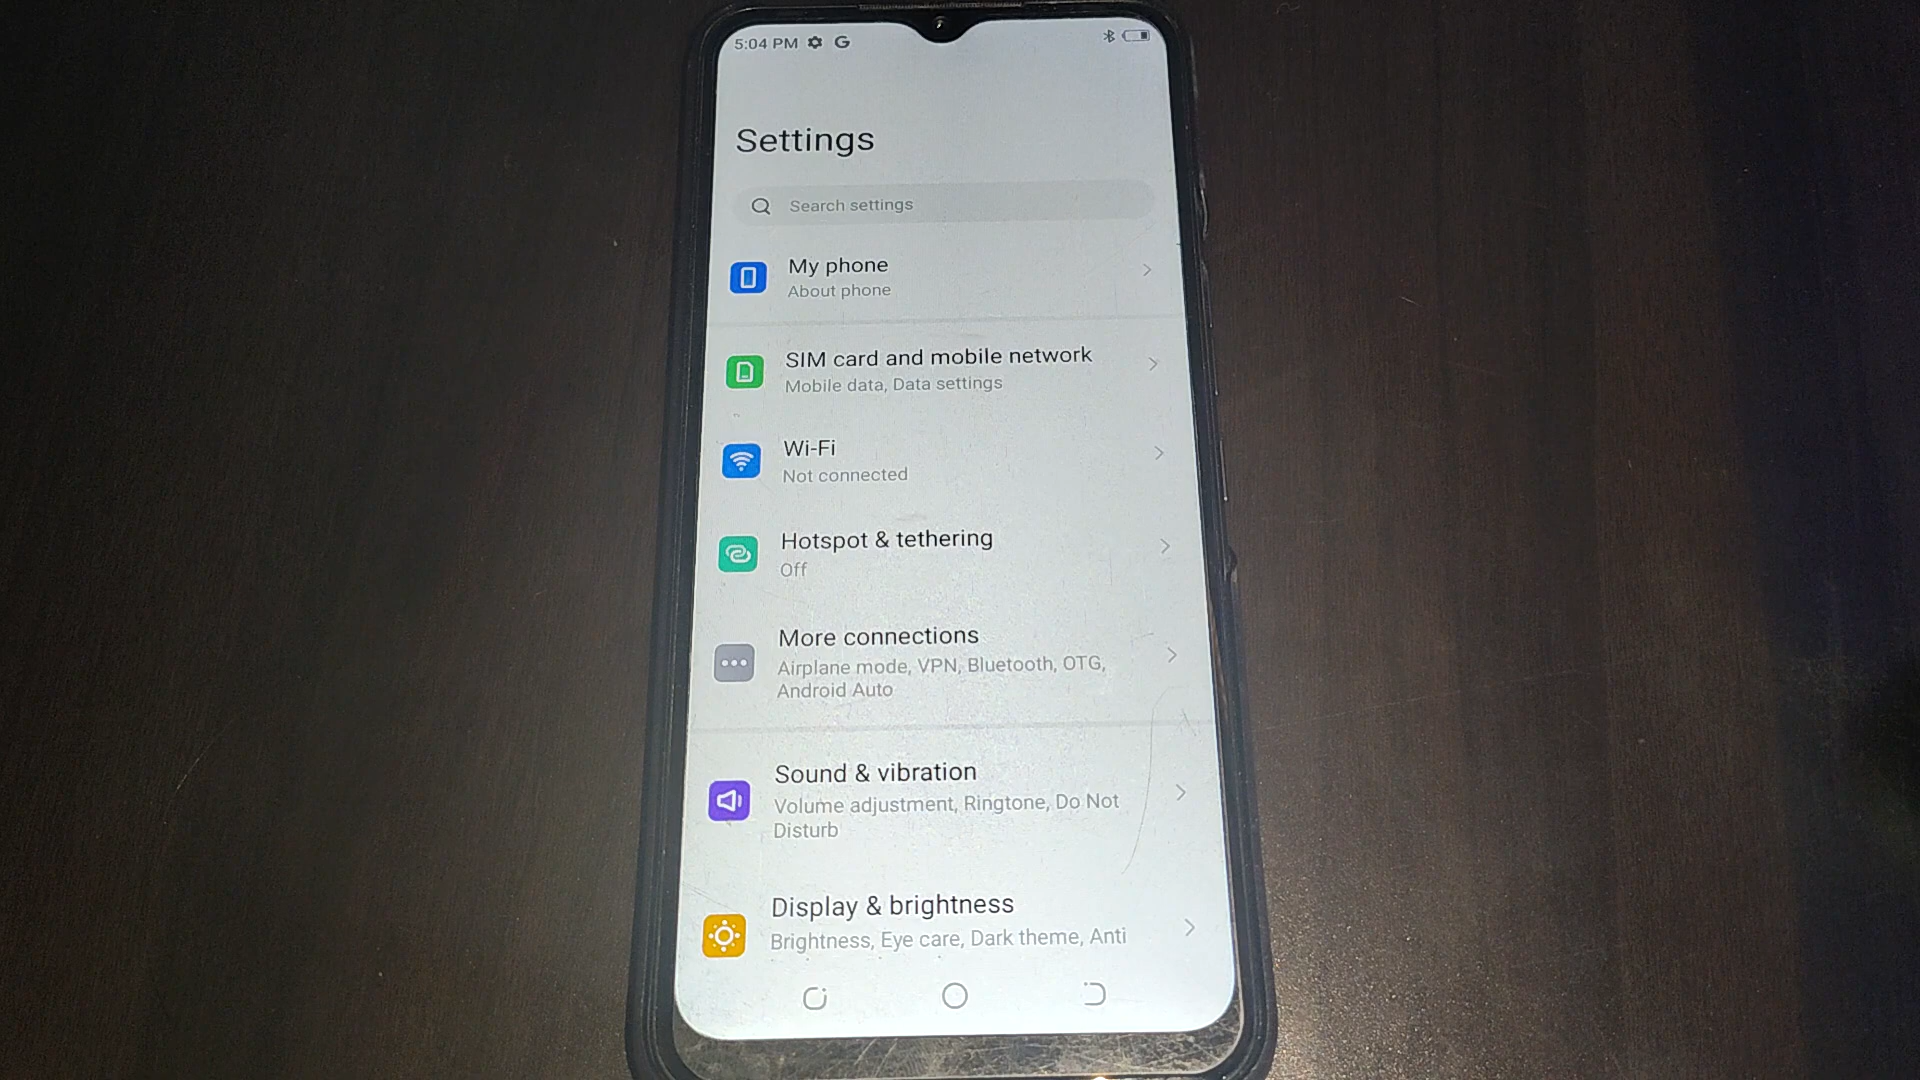 5:04 PM G
Settings
Search settings
My phone
About phone
SIM card and mobile network
Mobile data, Data settings
Wi-Fi
Not connected
Hotspot & tethering
Off
More connections
Airplane mode, VPN, Bluetooth, OTG,
Android Auto
Sound & vibration
Volume adjustment, Ringtone, Do Not
Disturb
Display & brightness
Brightness, Eye care, Dark theme, Anti